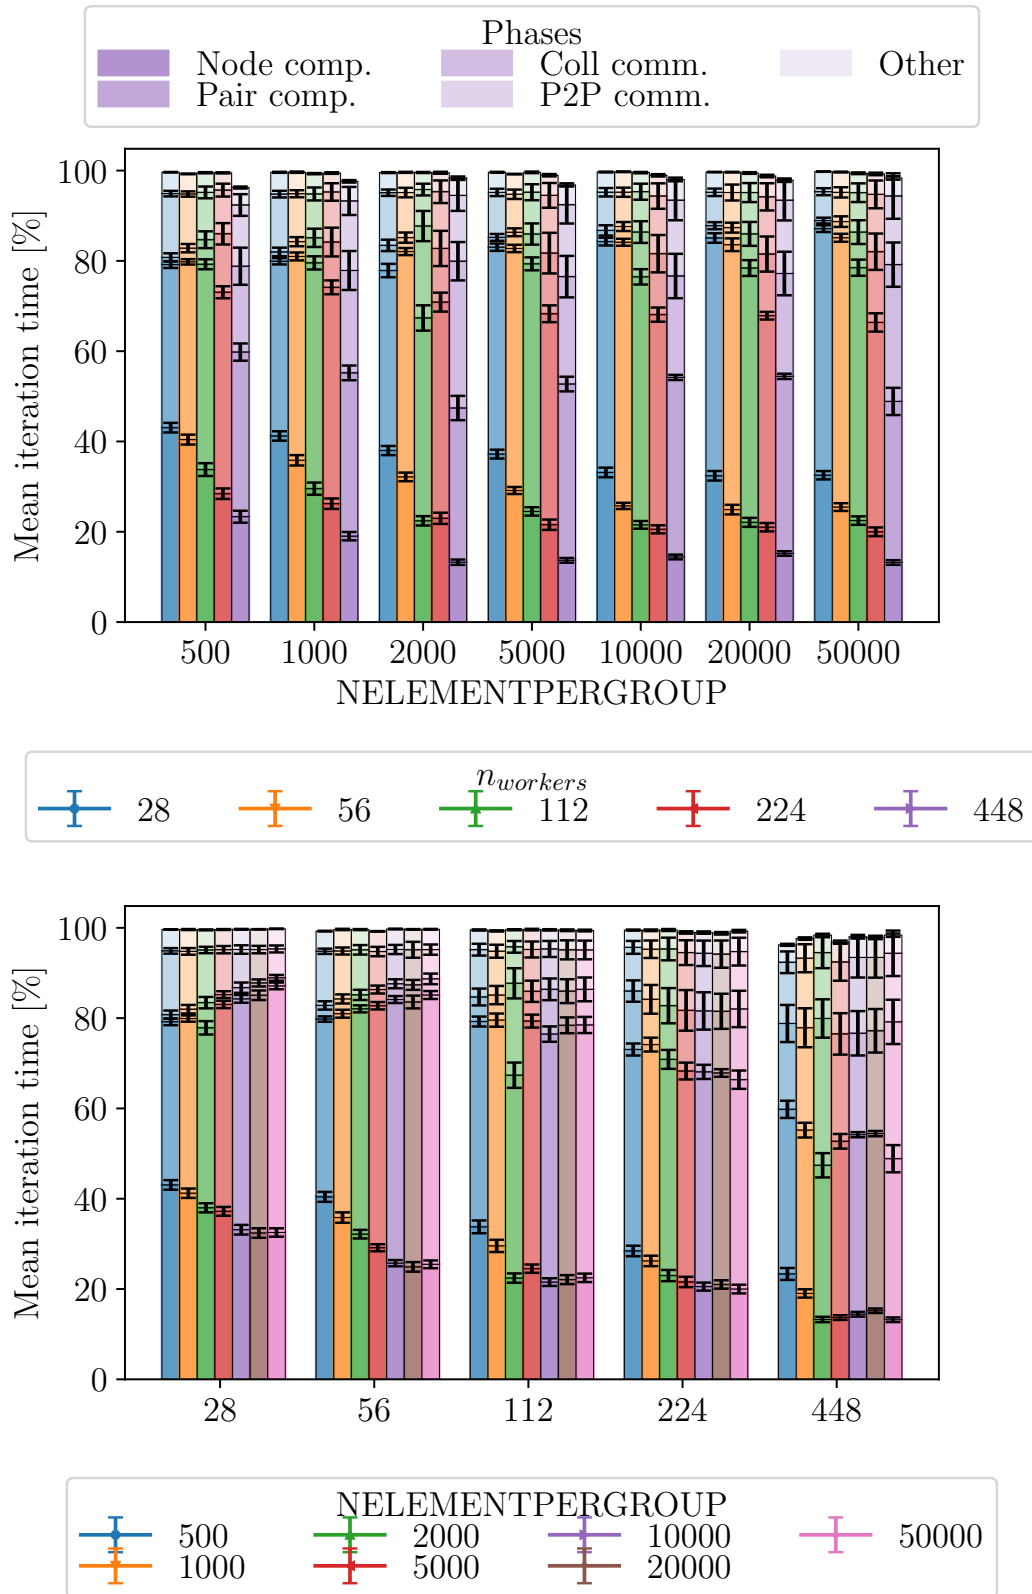 Phases
Node comp. Coll comm. Other
Pair comp. P2P comm.
Mean iteration time [%]
100
80
60
40
20
0
500 1000 2000 5000 10000 20000 50000
NELEMENTPERGROUP
n_workers
28 56 112 224 448
Mean iteration time [%]
100
80
60
40
20
0
28 56 112 224 448
NELEMENTPERGROUP
500 2000 10000 50000
1000 5000 20000